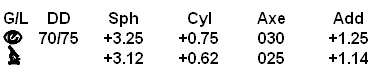 G/L DD Sph Cyl Axe Add
70/75 +3.25 +0.75 030 +1.25
+3.12 +0.62 025 +1.14